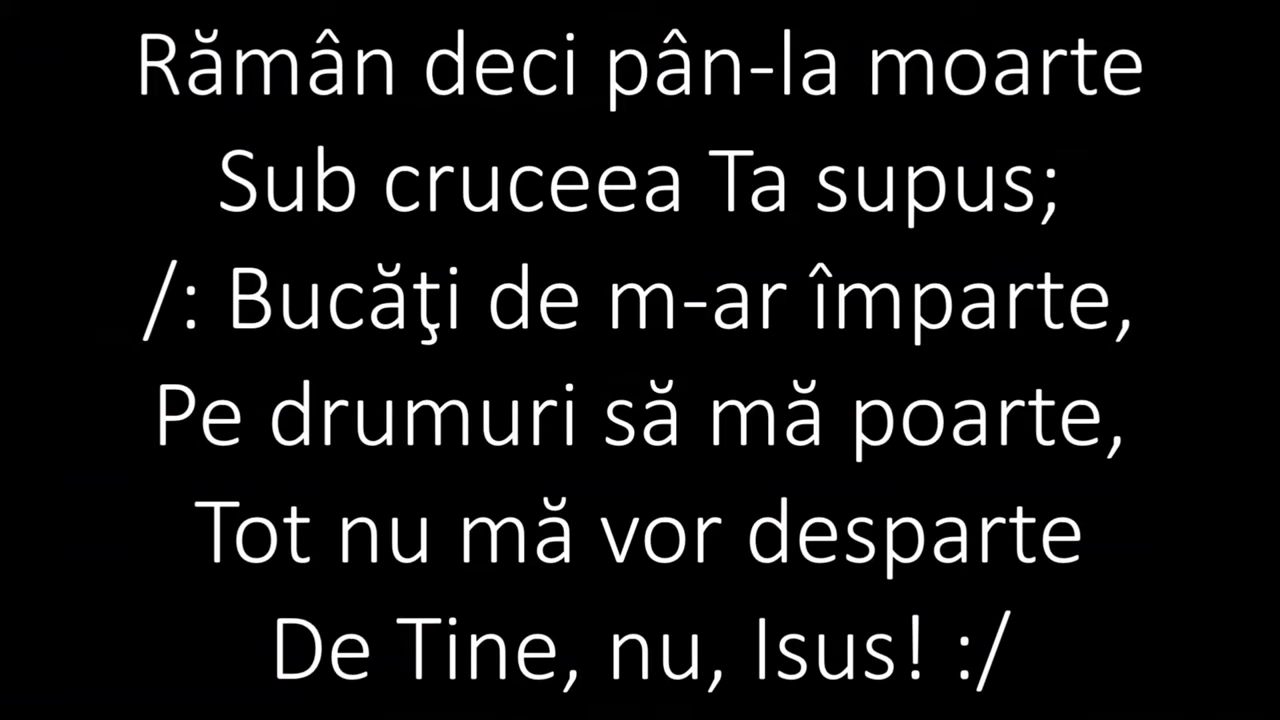 Rămân deci pân-la moarte
Sub cruceea Ta supus;
/: Bucăţi de m-ar împarte,
Pe drumuri să mă poarte,
Tot nu mă vor desparte
De Tine, nu, Isus! :/